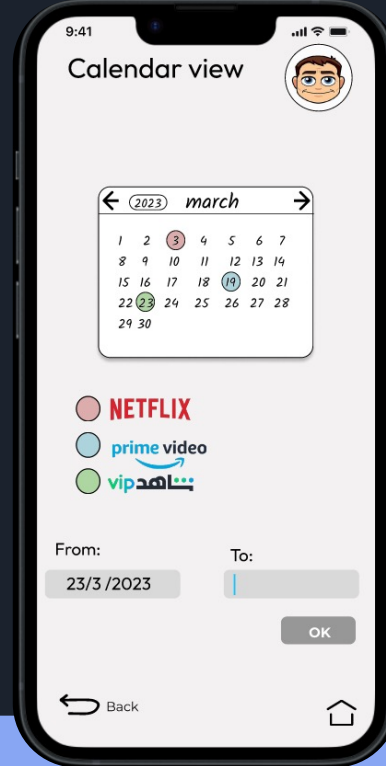 9:41
Calendar view
2023 march
1 2 3 4 5 6 7
8 9 10 11 12 13 14
15 16 17 18 19 20 21
22 23 24 25 26 27 28
29 30
NETFLIX
prime video
شاهد vip
From:
To:
23/3 /2023
OK
Back